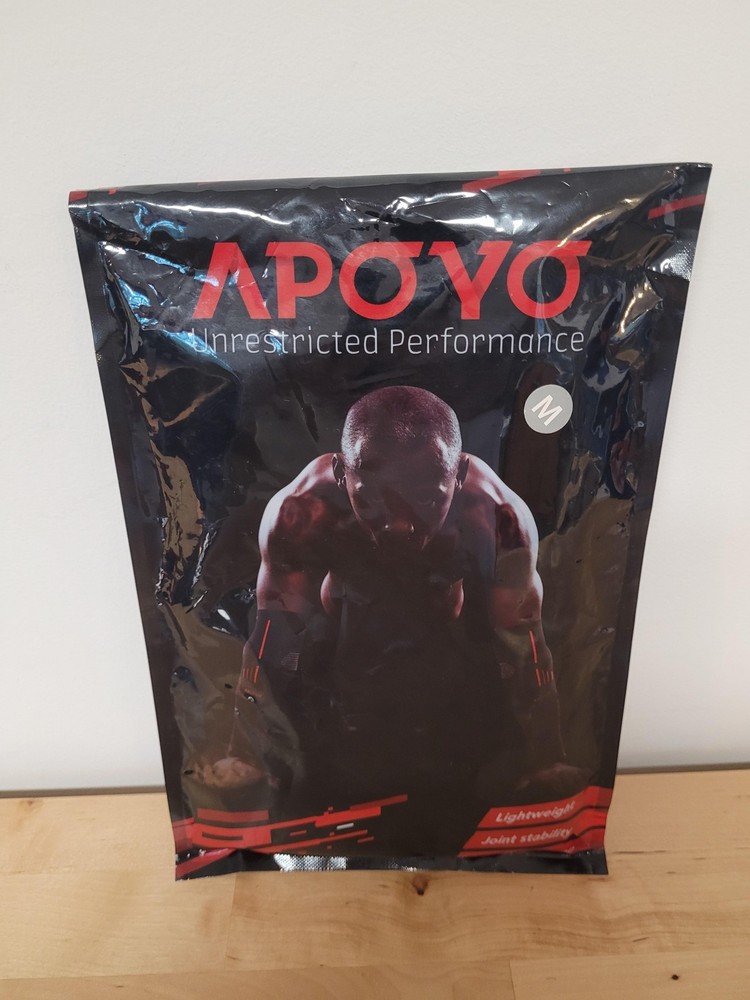 APOYO
Unrestricted Performance
M
Lightweight
Joint stability